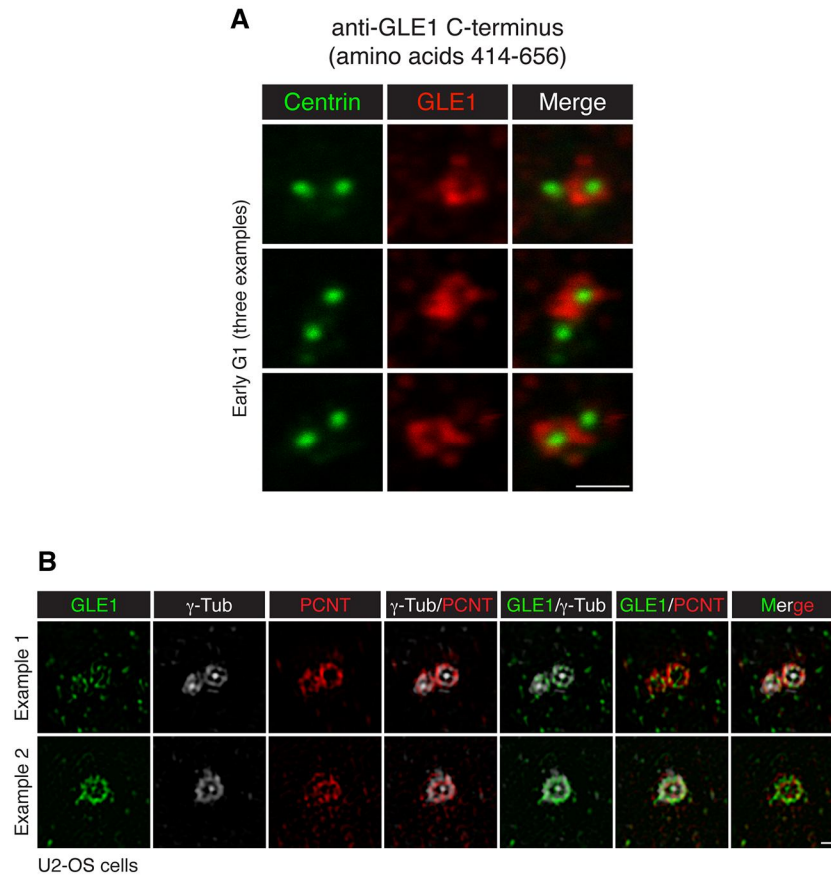 A
anti-GLE1 C-terminus
(amino acids 414-656)
Centrin GLE1 Merge
Early G1 (three examples)
B
GLE1 γ-Tub PCNT γ-Tub/PCNT GLE1/γ-Tub GLE1/PCNT Merge
Example 1
Example 2
U2-OS cells